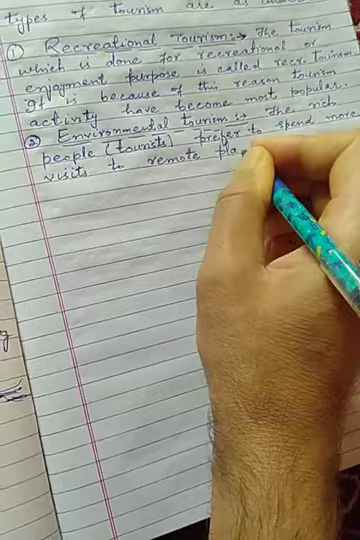 types of tourism are as
① Recreational Tourism:→ The tourism
which is done for recreational or
enjoyment purpose is called recr. Tourism
It is because of this reason tourism
activity have become most popular.
② Environmental tourism:→ The rich
people (tourists) prefer to spend more
visits to remote pla